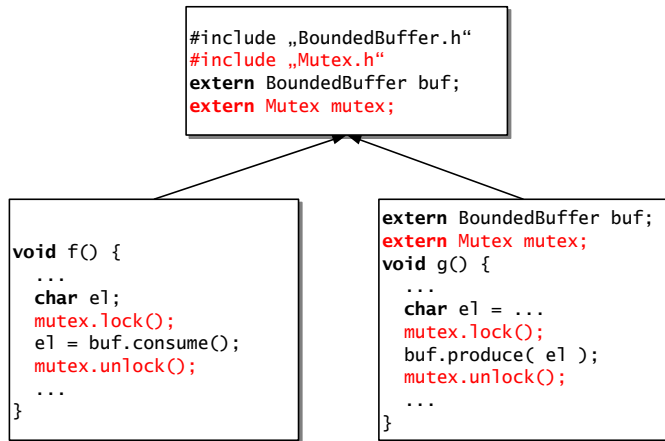 #include „BoundedBuffer.h“
#include „Mutex.h“
extern BoundedBuffer buf;
extern Mutex mutex;
void f() {
...
char el;
mutex.lock();
el = buf.consume();
mutex.unlock();
...
}
extern BoundedBuffer buf;
extern Mutex mutex;
void g() {
...
char el = ...
mutex.lock();
buf.produce( el );
mutex.unlock();
...
}